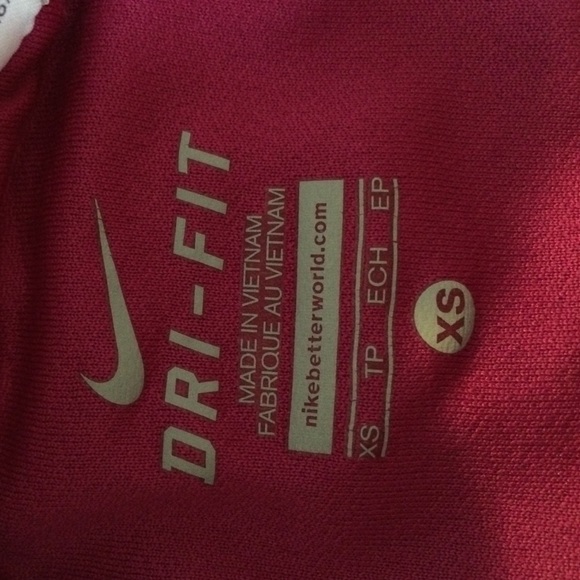 DRI-FIT
MADE IN VIETNAM
FABRIQUE AU VIETNAM
nikebetterworld.com
XS TP ECH EP
XS